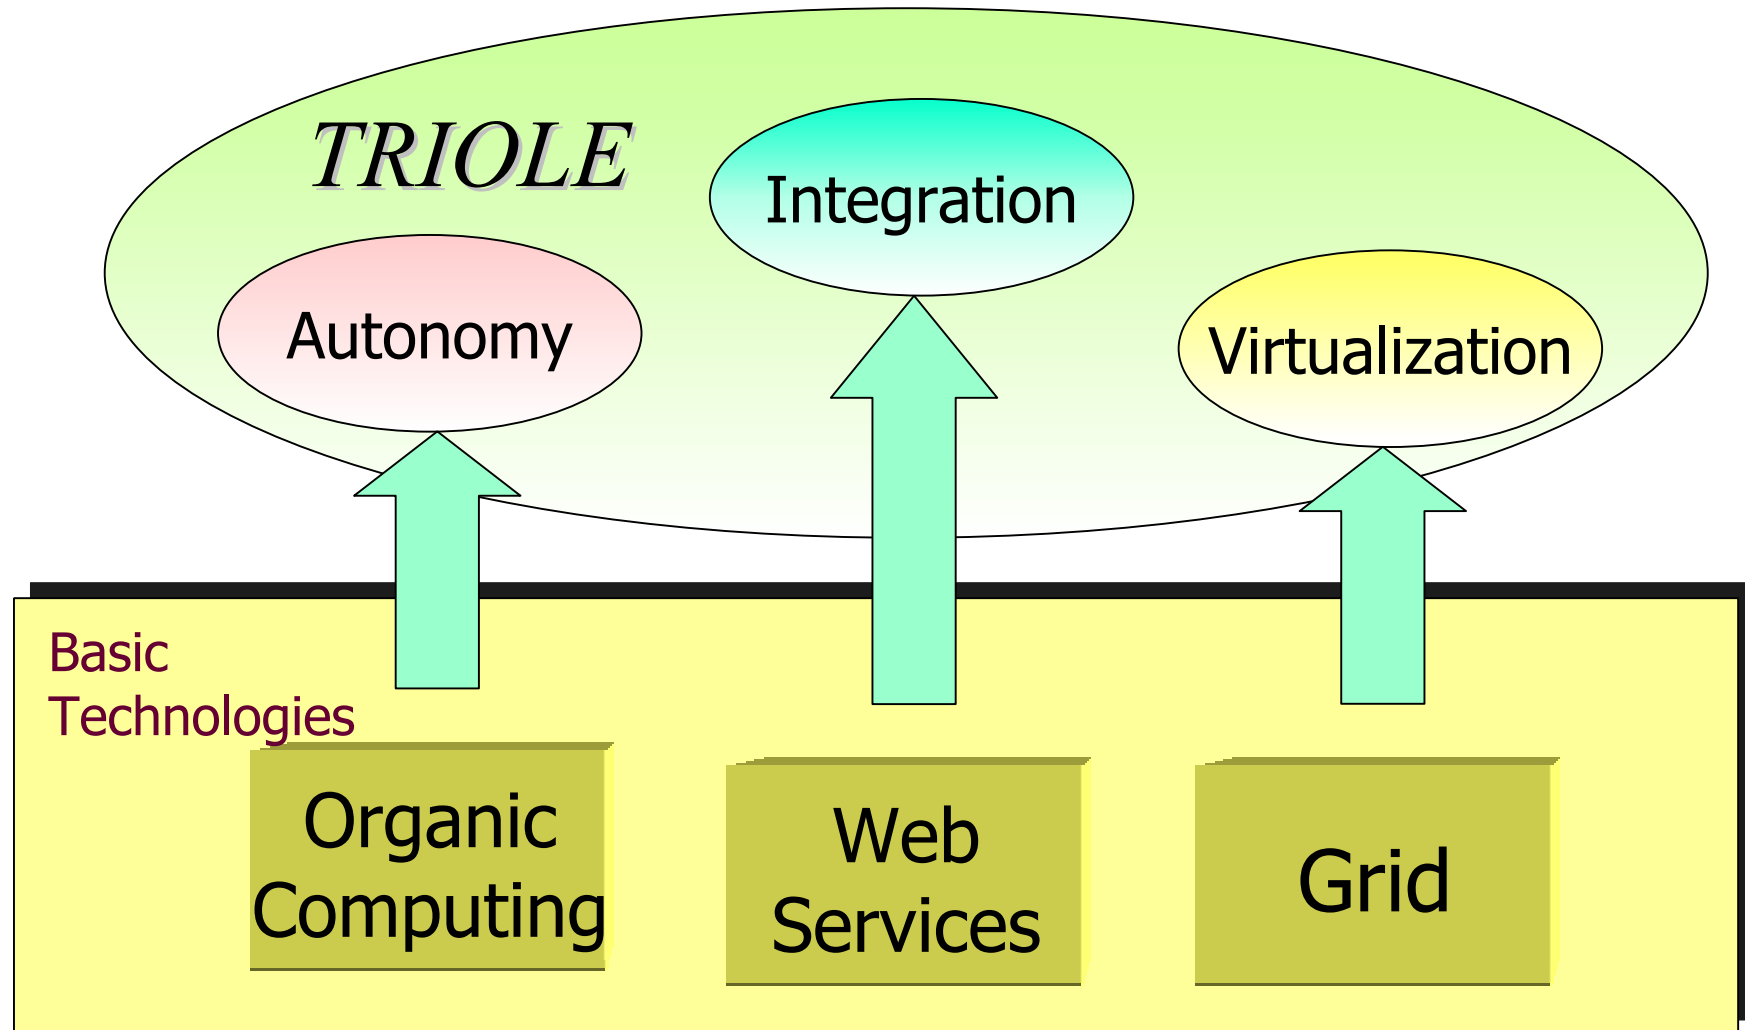 TRIOLE
Integration
Autonomy
Virtualization
Basic
Technologies
Organic
Computing
Web
Services
Grid